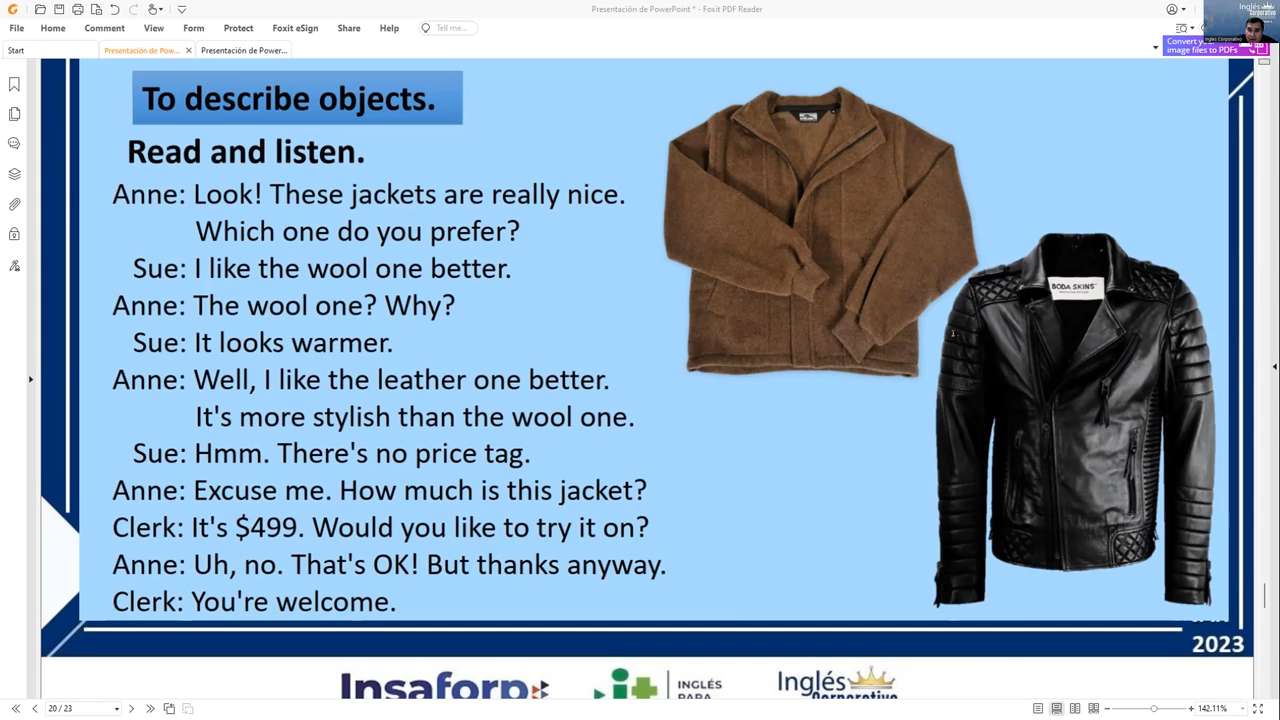 Presentación de PowerPoint * - Foxit PDF Reader
File Home Comment View Form Protect Foxit eSign Share Help Tell me...
Start Presentación de Pow... Presentación de Power...
Convert your
image files to PDFs
Inglés
Corporativo
Inglés Corporativo
To describe objects.
Read and listen.
Anne: Look! These jackets are really nice.
Which one do you prefer?
Sue: I like the wool one better.
Anne: The wool one? Why?
Sue: It looks warmer.
Anne: Well, I like the leather one better.
It's more stylish than the wool one.
Sue: Hmm. There's no price tag.
Anne: Excuse me. How much is this jacket?
Clerk: It's $499. Would you like to try it on?
Anne: Uh, no. That's OK! But thanks anyway.
Clerk: You're welcome.
BODA SKINS
2023
Insaforp
INGLÉS
PARA
Inglés
Corporativo
20 / 23
142.11%